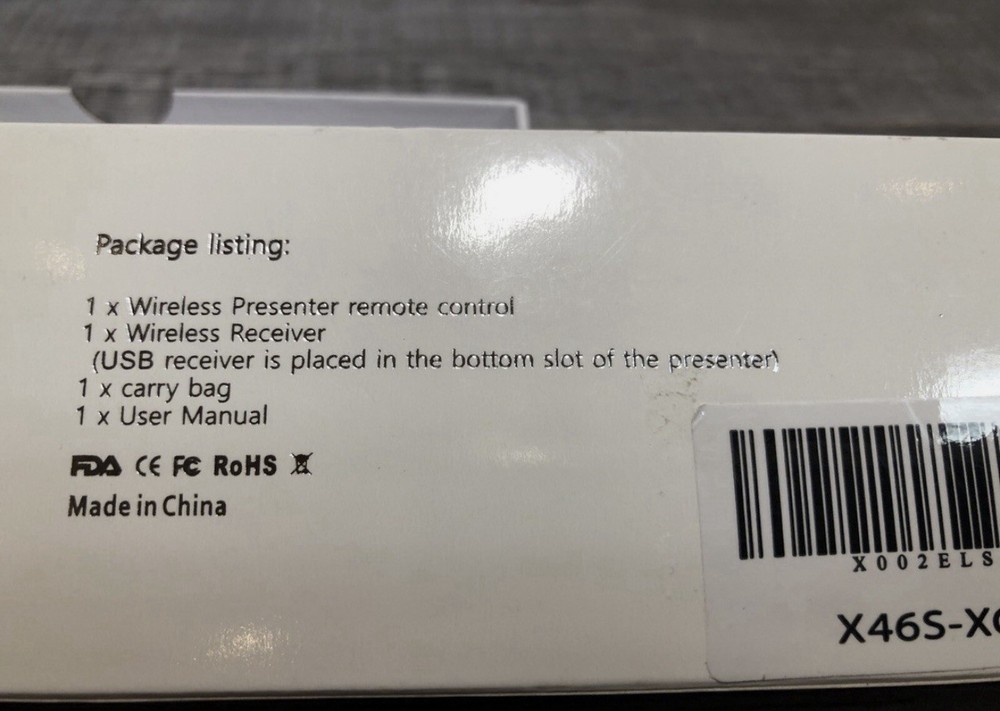 Package listing:
1 x Wireless Presenter remote control
1 x Wireless Receiver
(USB receiver is placed in the bottom slot of the presenter)
1 x carry bag
1 x User Manual
FDA CE FC RoHS
Made in China
X002ELS
X46S-X